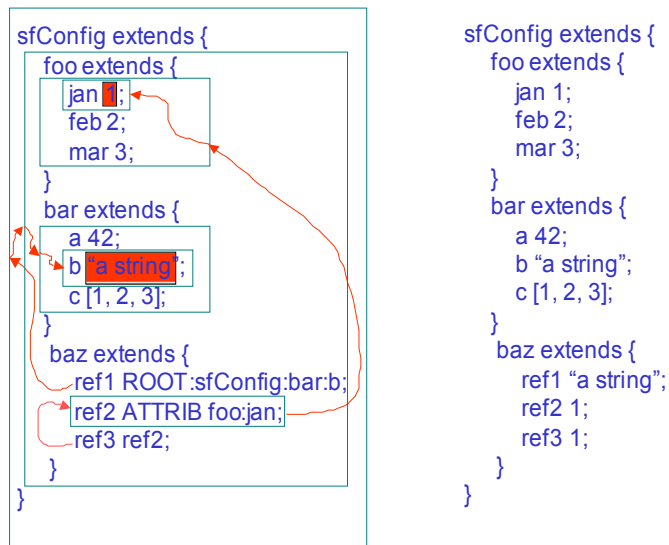 sfConfig extends {
foo extends {
jan 1;
feb 2;
mar 3;
}
bar extends {
a 42;
b “a string”;
c [1, 2, 3];
}
baz extends {
ref1 ROOT:sfConfig:bar:b;
ref2 ATTRIB foo:jan;
ref3 ref2;
}
}
sfConfig extends {
foo extends {
jan 1;
feb 2;
mar 3;
}
bar extends {
a 42;
b “a string”;
c [1, 2, 3];
}
baz extends {
ref1 “a string”;
ref2 1;
ref3 1;
}
}